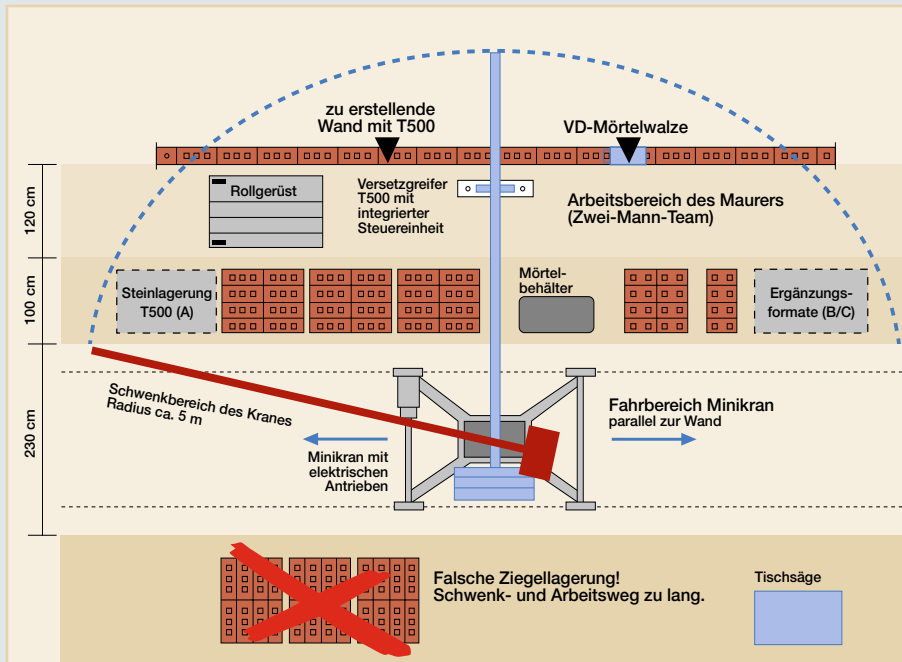 zu erstellende
Wand mit T500
VD-Mörtelwalze
120 cm
Rollgerüst
Versetzgreifer
T500 mit
integrierter
Steuereinheit
Arbeitsbereich des Maurers
(Zwei-Mann-Team)
100 cm
Steinlagerung
T500 (A)
Mörtel-
behälter
Ergänzungs-
formate (B/C)
230 cm
Schwenkbereich des Kranes
Radius ca. 5 m
Minikran mit
elektrischen
Antrieben
Fahrbereich Minikran
parallel zur Wand
Falsche Ziegellagerung!
Schwenk- und Arbeitsweg zu lang.
Tischsäge